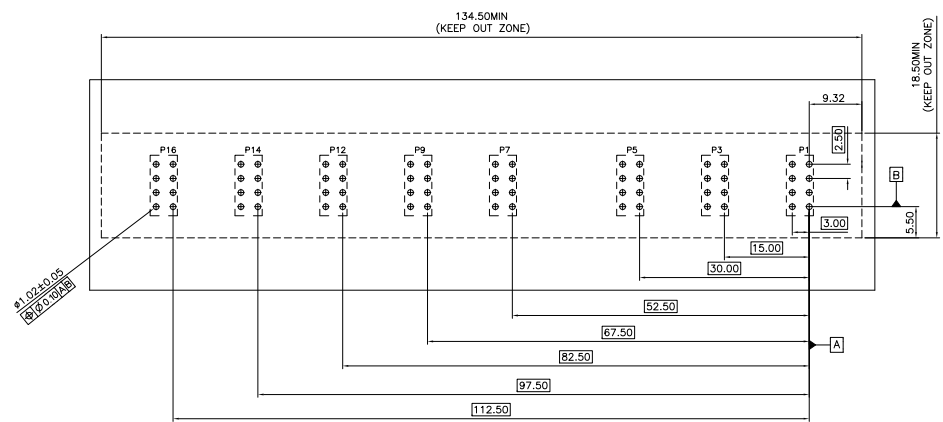 134.50MIN
(KEEP OUT ZONE)
18.50MIN
(KEEP OUT ZONE)
9.32
2.50
P16
P14
P12
P9
P7
P5
P3
P1
B
5.50
3.00
15.00
30.00
ø1.02±0.05
⌖ ø0.10 A B
52.50
67.50
A
82.50
97.50
112.50